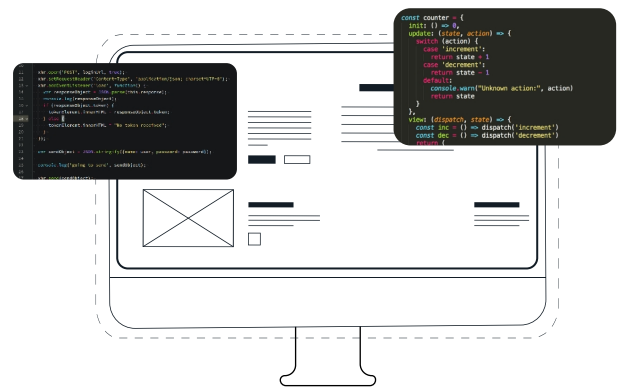 const counter = {
init: () => 0,
update: (state, action) => {
switch (action) {
case 'increment':
return state + 1
case 'decrement':
return state - 1
default:
console.warn("Unknown action:", action)
return state
}
},
view: (dispatch, state) => {
const inc = () => dispatch('increment')
const dec = () => dispatch('decrement')
return (
xhr.open('POST', loginUrl, true);
xhr.setRequestHeader('Content-Type', 'application/json; charset=UTF-8');
xhr.addEventListener('load', function() {
var responseObject = JSON.parse(this.response);
console.log(responseObject);
if (responseObject.token) {
tokenElement.innerHTML = responseObject.token;
} else {
tokenElement.innerHTML = "No token received";
}
});
var sendObject = JSON.stringify({name: user, password: password});
console.log('going to send', sendObject);
xhr.send(sendObject);